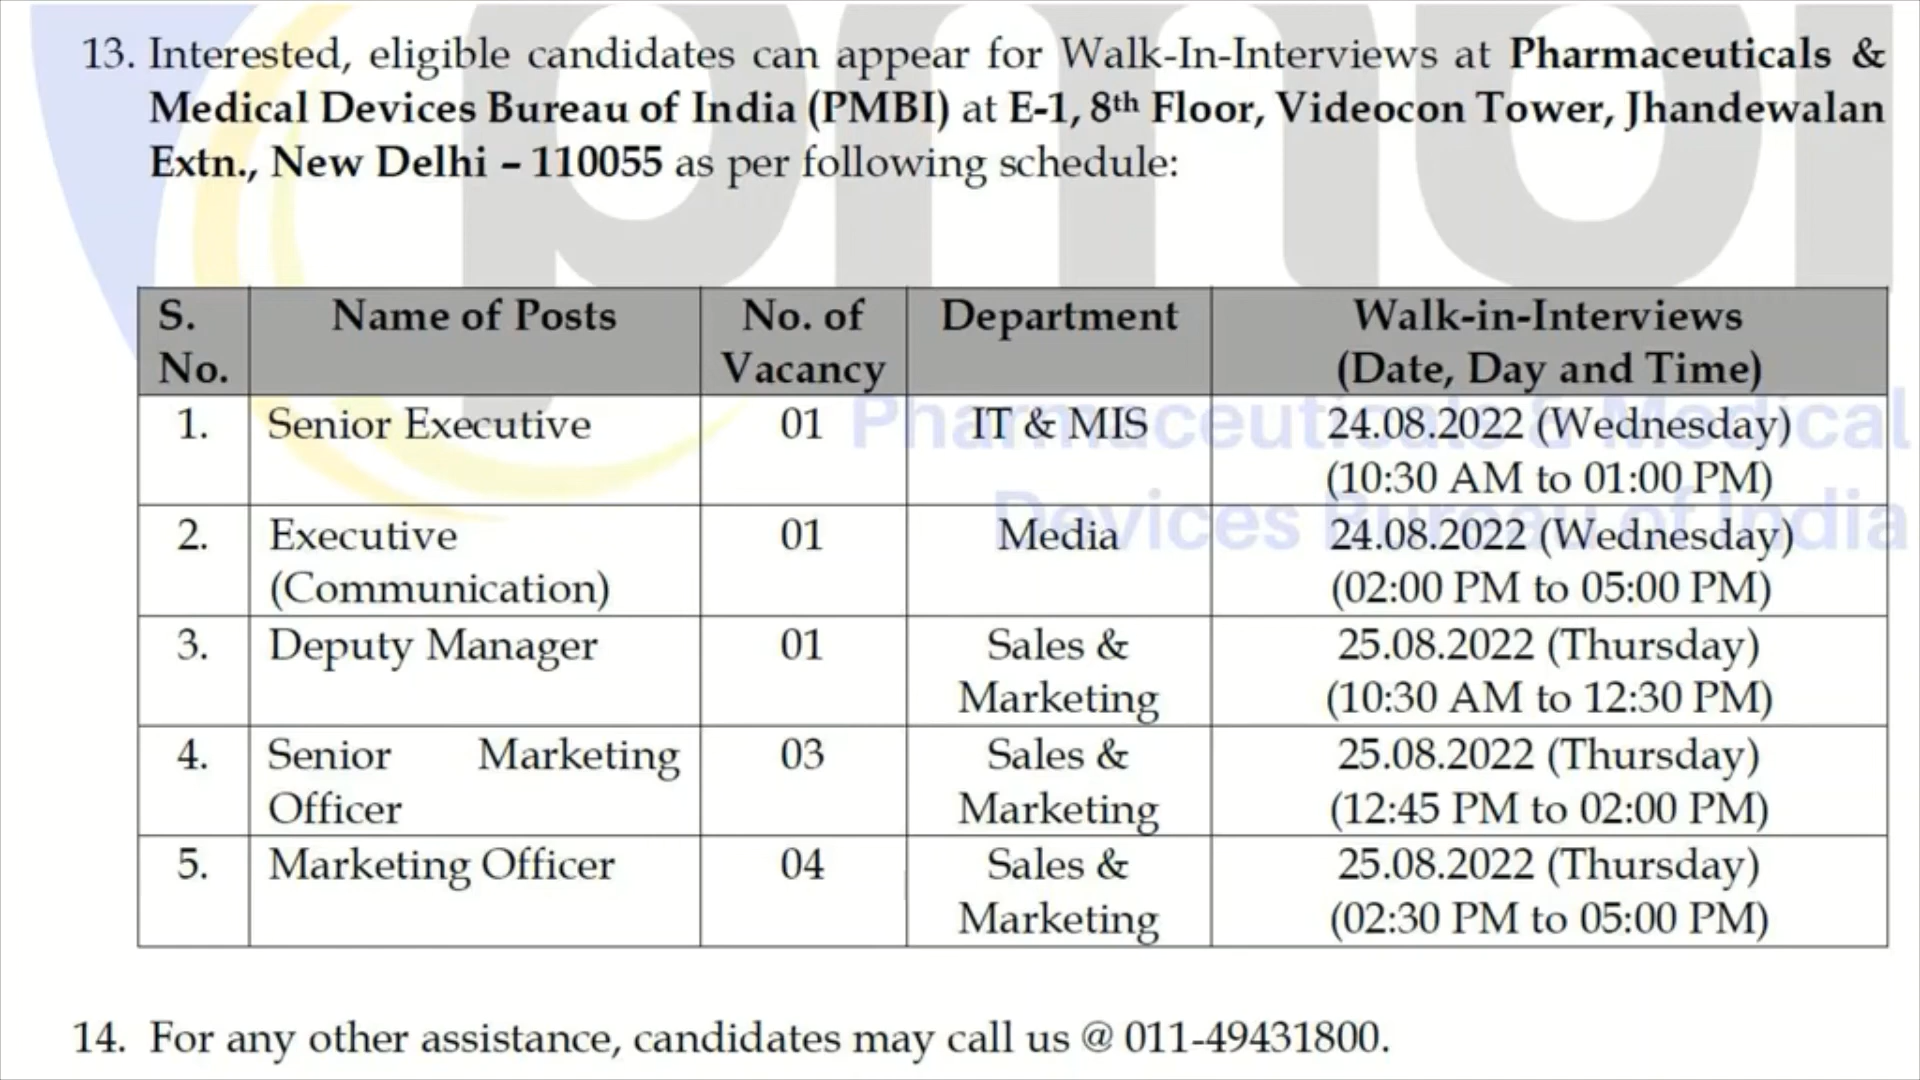 13. Interested, eligible candidates can appear for Walk-In-Interviews at Pharmaceuticals &
Medical Devices Bureau of India (PMBI) at E-1, 8th Floor, Videocon Tower, Jhandewalan
Extn., New Delhi – 110055 as per following schedule:
pmbi
Pharmaceuticals & Medical
Devices Bureau of India
S. No. Name of Posts No. of Vacancy Department Walk-in-Interviews (Date, Day and Time)
1. Senior Executive 01 IT & MIS 24.08.2022 (Wednesday)
(10:30 AM to 01:00 PM)
2. Executive 01 Media 24.08.2022 (Wednesday)
(Communication) (02:00 PM to 05:00 PM)
3. Deputy Manager 01 Sales & 25.08.2022 (Thursday)
Marketing (10:30 AM to 12:30 PM)
4. Senior Marketing 03 Sales & 25.08.2022 (Thursday)
Officer Marketing (12:45 PM to 02:00 PM)
5. Marketing Officer 04 Sales & 25.08.2022 (Thursday)
Marketing (02:30 PM to 05:00 PM)
14. For any other assistance, candidates may call us @ 011-49431800.